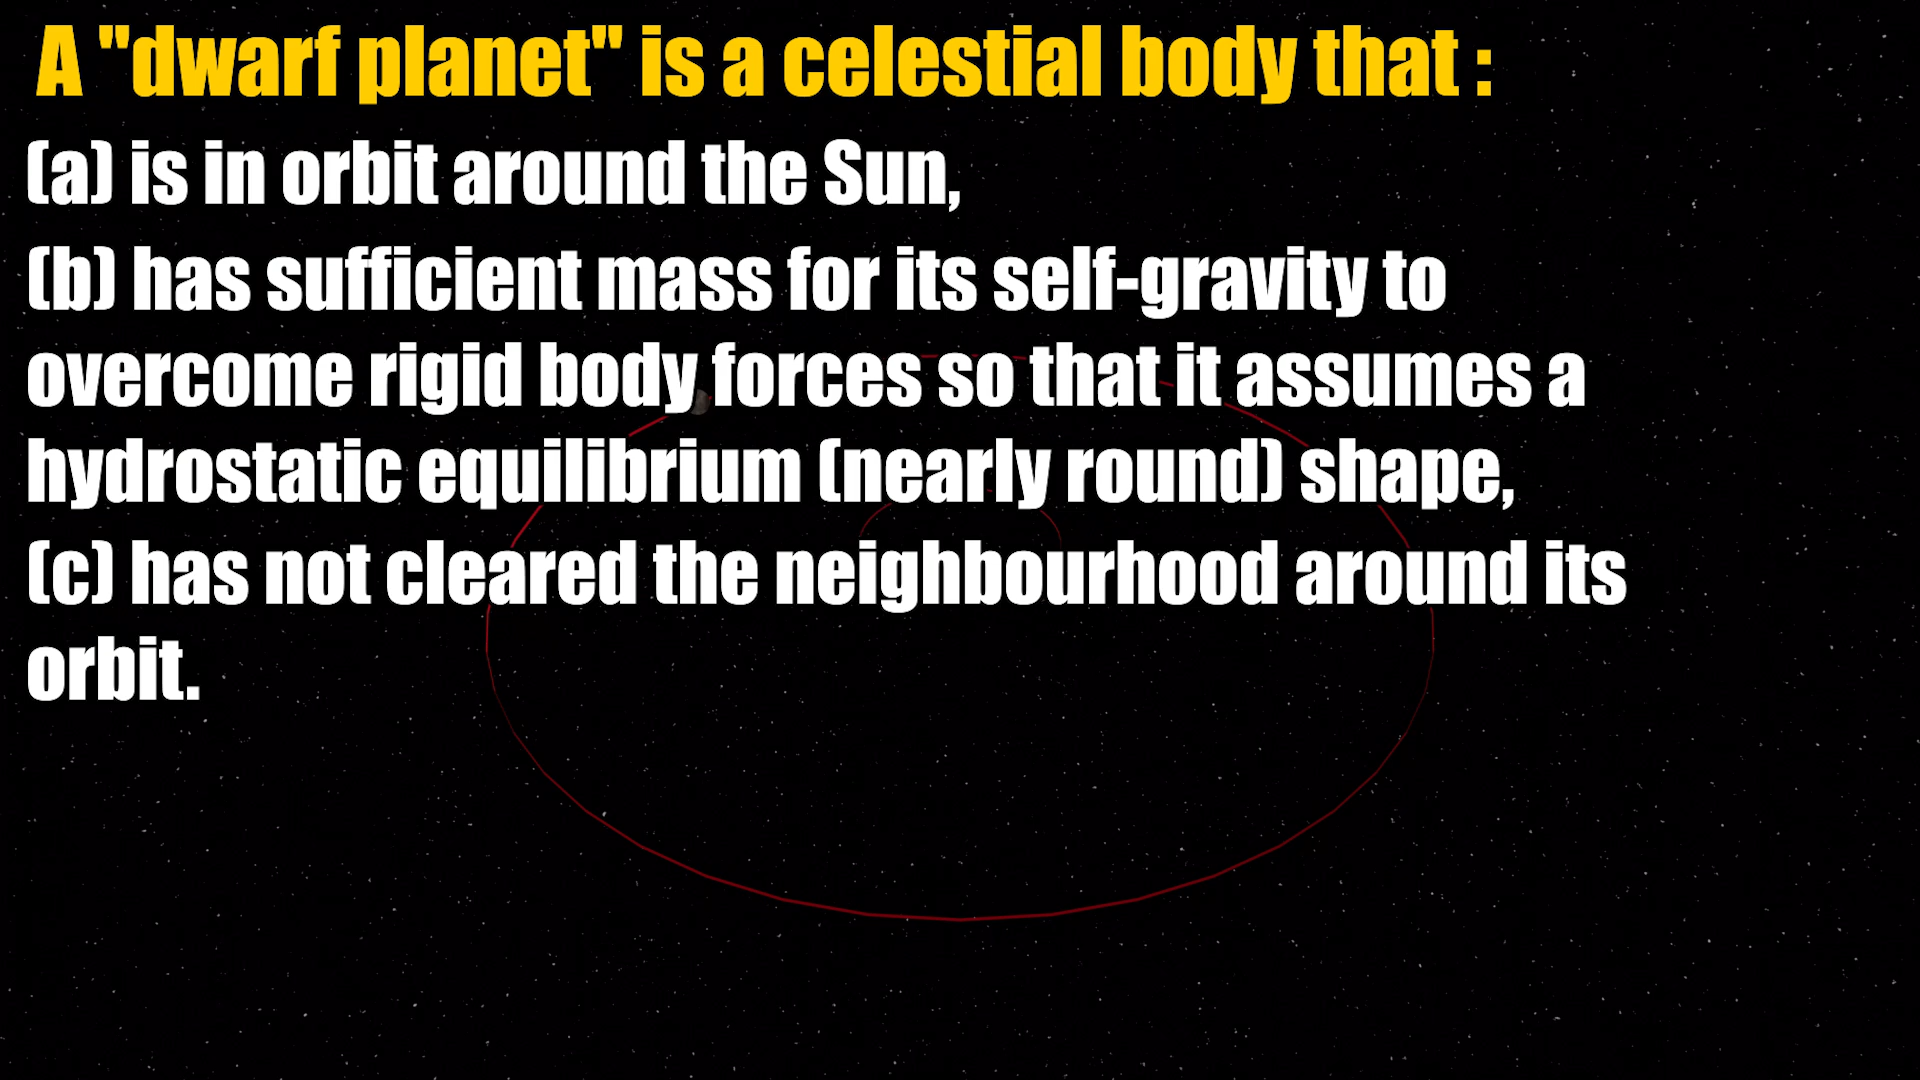 A "dwarf planet" is a celestial body that :
(a) is in orbit around the Sun,
(b) has sufficient mass for its self-gravity to
overcome rigid body forces so that it assumes a
hydrostatic equilibrium (nearly round) shape,
(c) has not cleared the neighbourhood around its
orbit.